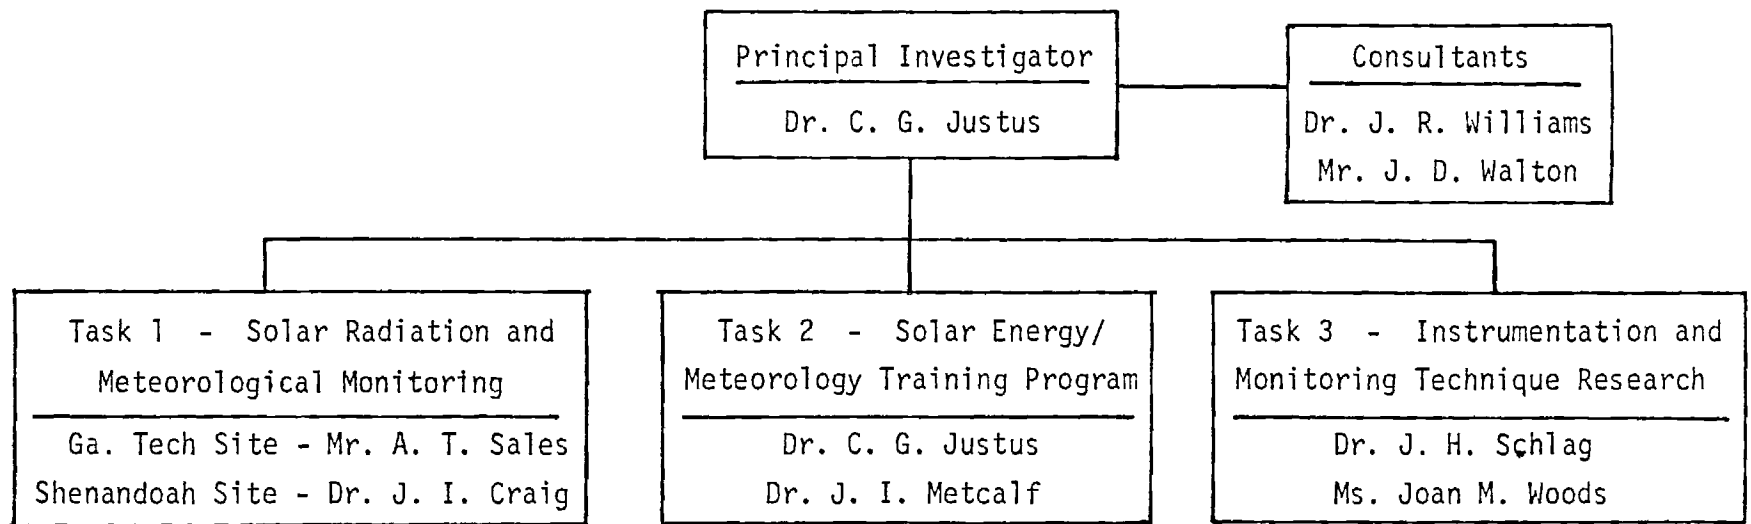 Principal Investigator
Dr. C. G. Justus
Consultants
Dr. J. R. Williams
Mr. J. D. Walton
Task 1 - Solar Radiation and
Meteorological Monitoring
Ga. Tech Site - Mr. A. T. Sales
Shenandoah Site - Dr. J. I. Craig
Task 2 - Solar Energy/
Meteorology Training Program
Dr. C. G. Justus
Dr. J. I. Metcalf
Task 3 - Instrumentation and
Monitoring Technique Research
Dr. J. H. Schlag
Ms. Joan M. Woods